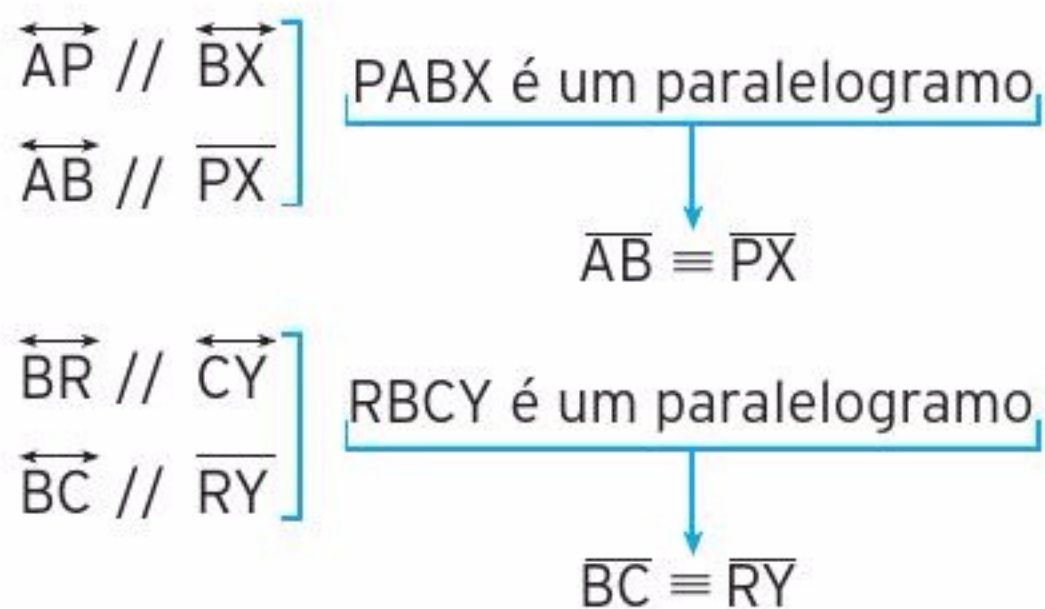 AP // BX
PABX é um paralelogramo
AB // PX
AB ≡ PX
BR // CY
RBCY é um paralelogramo
BC // RY
BC ≡ RY